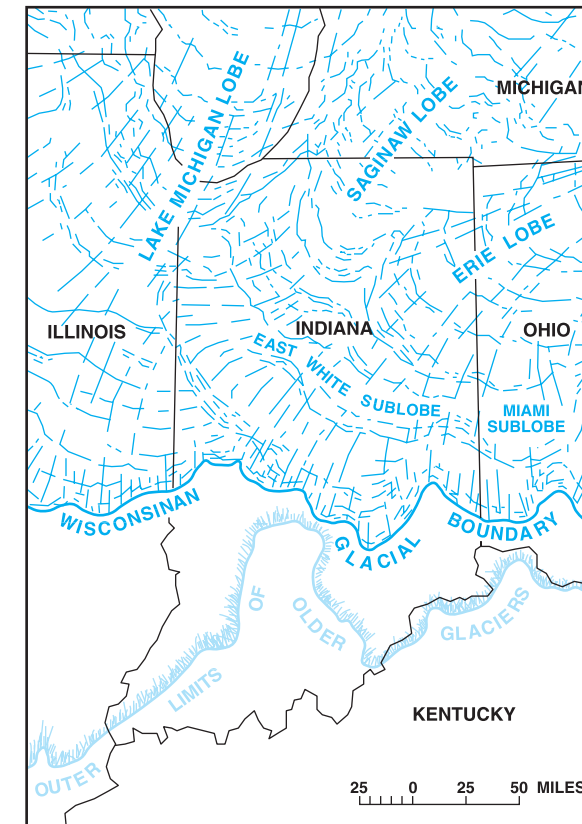 MICHIGAN
LAKE MICHIGAN LOBE
SAGINAW LOBE
ERIE LOBE
ILLINOIS
INDIANA
OHIO
EAST WHITE SUBLOBE
MIAMI
SUBLOBE
WISCONSINAN GLACIAL BOUNDARY
OUTER LIMITS OF OLDER GLACIERS
KENTUCKY
25 0 25 50 MILES